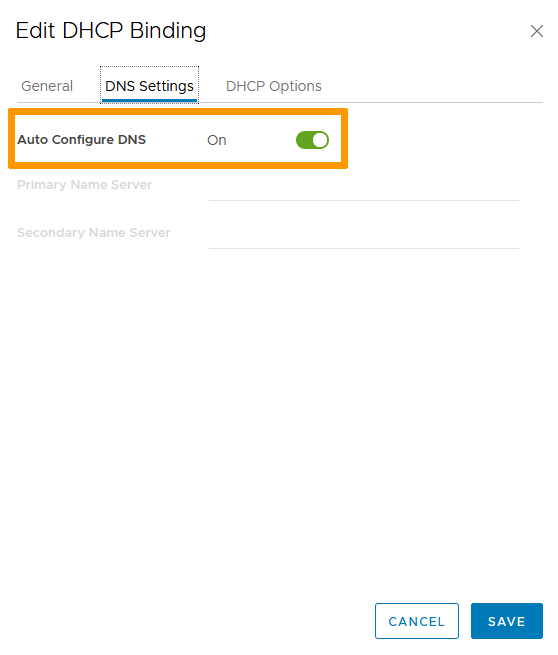 Edit DHCP Binding
General DNS Settings DHCP Options
Auto Configure DNS On
Primary Name Server
Secondary Name Server
CANCEL SAVE